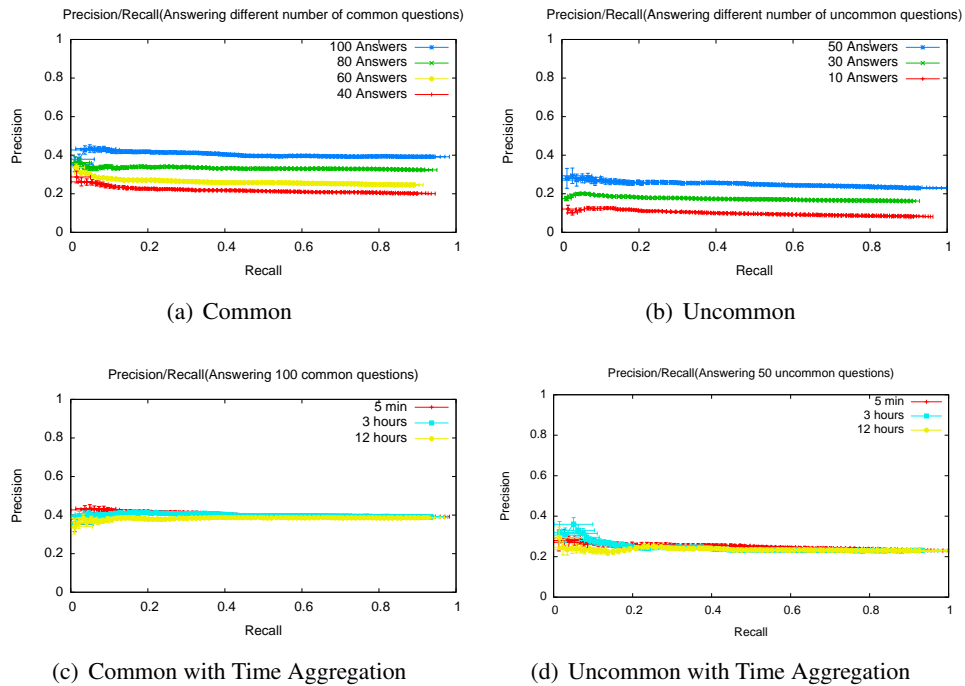 Precision/Recall(Answering different number of common questions)
100 Answers
80 Answers
60 Answers
40 Answers
1
0.8
0.6
0.4
0.2
0
Precision
0 0.2 0.4 0.6 0.8 1
Recall
(a) Common
Precision/Recall(Answering different number of uncommon questions)
50 Answers
30 Answers
10 Answers
1
0.8
0.6
0.4
0.2
0
Precision
0 0.2 0.4 0.6 0.8 1
Recall
(b) Uncommon
Precision/Recall(Answering 100 common questions)
5 min
3 hours
12 hours
1
0.8
0.6
0.4
0.2
0
Precision
0 0.2 0.4 0.6 0.8 1
Recall
(c) Common with Time Aggregation
Precision/Recall(Answering 50 uncommon questions)
5 min
3 hours
12 hours
1
0.8
0.6
0.4
0.2
0
Precision
0 0.2 0.4 0.6 0.8 1
Recall
(d) Uncommon with Time Aggregation